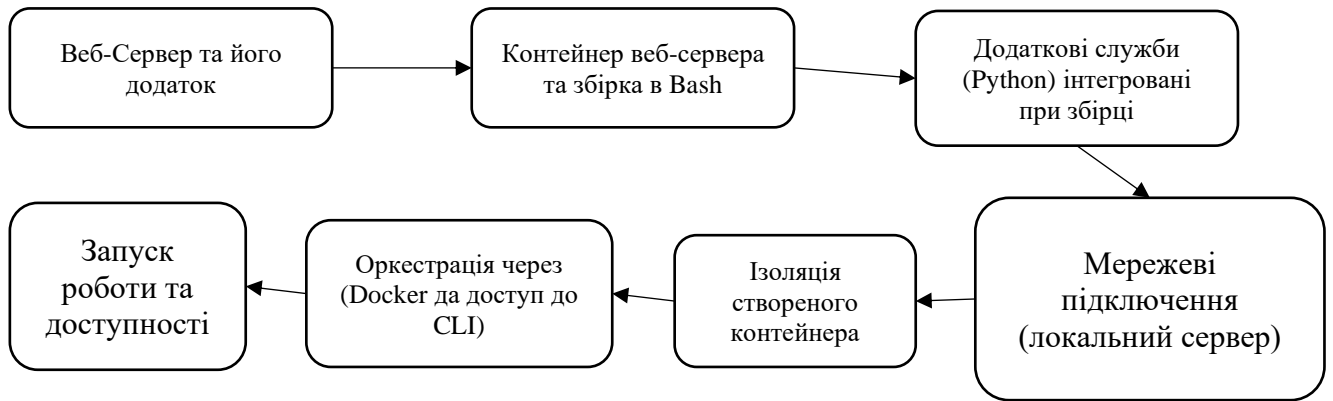 Веб-Сервер та його
додаток
Контейнер веб-сервера
та збірка в Bash
Додаткові служби
(Python) інтегровані
при збірці
Мережеві
підключення
(локальний сервер)
Ізоляція
створеного
контейнера
Оркестрація через
(Docker да доступ до
CLI)
Запуск
роботи та
доступності